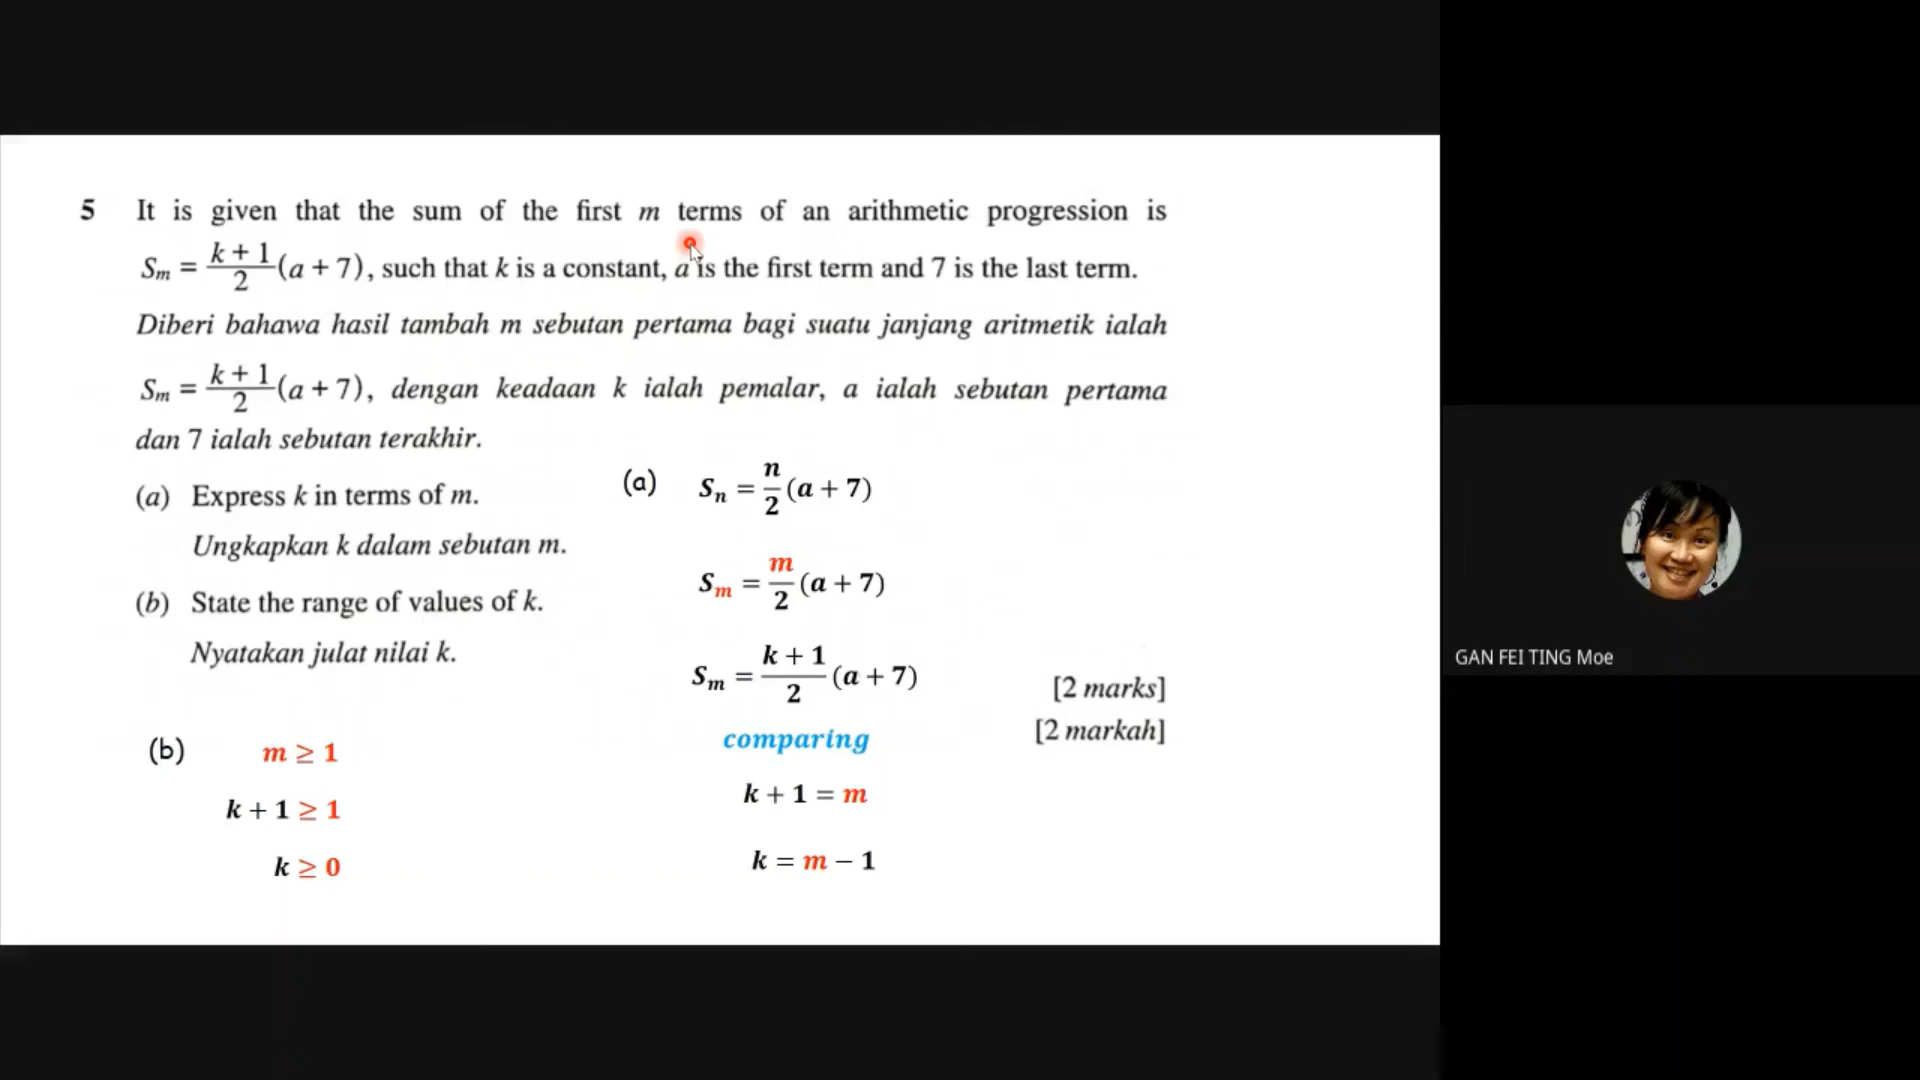 5 It is given that the sum of the first m terms of an arithmetic progression is
Sₘ = (k + 1)/2 (a + 7), such that k is a constant, a is the first term and 7 is the last term.
Diberi bahawa hasil tambah m sebutan pertama bagi suatu janjang aritmetik ialah
Sₘ = (k + 1)/2 (a + 7), dengan keadaan k ialah pemalar, a ialah sebutan pertama
dan 7 ialah sebutan terakhir.
(a) Express k in terms of m.
Ungkapkan k dalam sebutan m.
(b) State the range of values of k.
Nyatakan julat nilai k.
(a) Sₙ = n/2 (a + 7)
Sₘ = m/2 (a + 7)
Sₘ = (k + 1)/2 (a + 7)
comparing
k + 1 = m
k = m − 1
[2 marks]
[2 markah]
(b) m ≥ 1
k + 1 ≥ 1
k ≥ 0
GAN FEI TING Moe